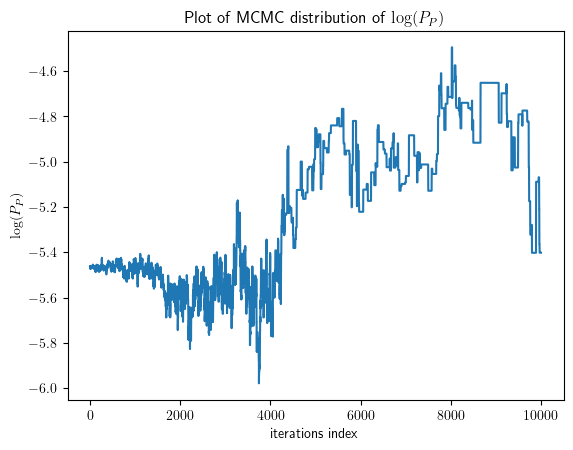 Plot of MCMC distribution of log(P_P)
log(P_P)
−4.6
−4.8
−5.0
−5.2
−5.4
−5.6
−5.8
−6.0
0 2000 4000 6000 8000 10000
iterations index